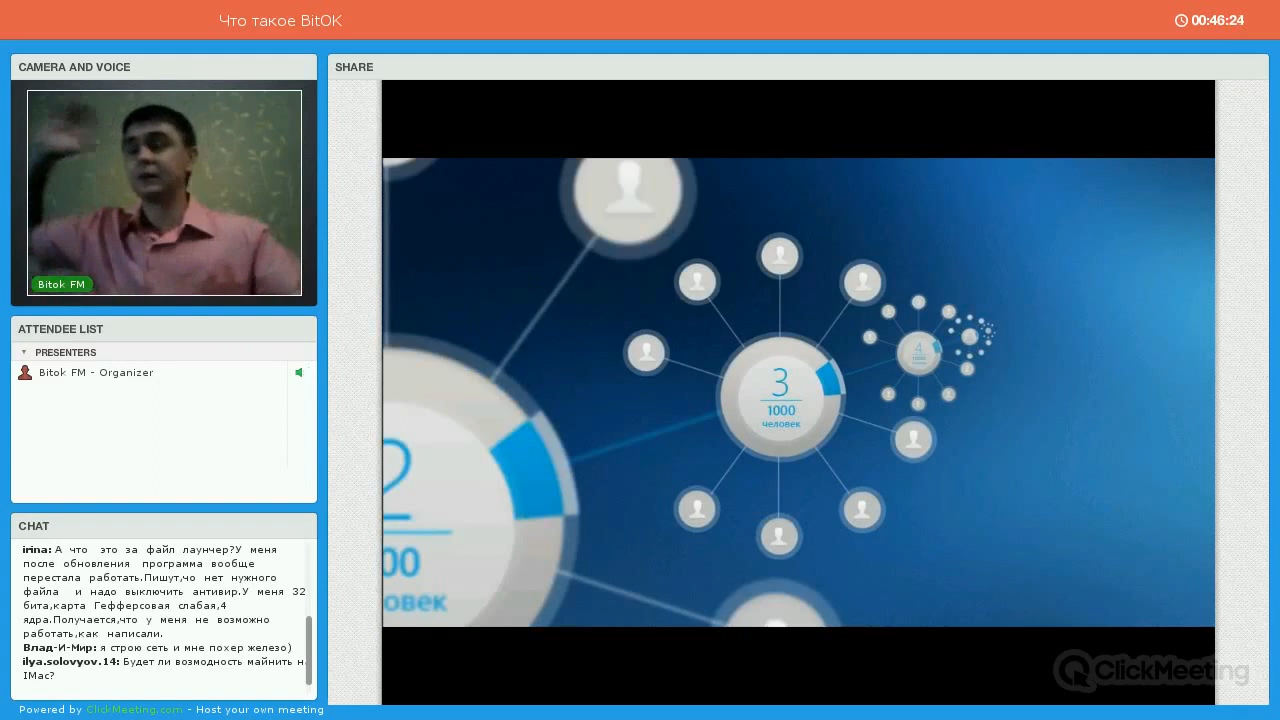 Что такое BitOK
00:46:24
CAMERA AND VOICE
Bitok FM
ATTENDEE LIST
PRESENTERS
Bitok FM - Organizer
CHAT
irina: А что это за файл лаунчер?У меня
после обновления программа вообще
перестала работать.Пишут,чо нет нужного
файла и надо выключить антивир.У меня 32
бита,карта Гефферсовая слабая,4
ядра.Получается,что у меня не возможно
работать,как написали.
Влад-И-Мир: я строю сеть и мне похер железо)
ilya.solovyov.14: Будет ли возмодность майнить на
IMac?
Powered by ClickMeeting.com - Host your own meeting
SHARE
2
00
овек
3
1000
человек
4
ClickMeeting